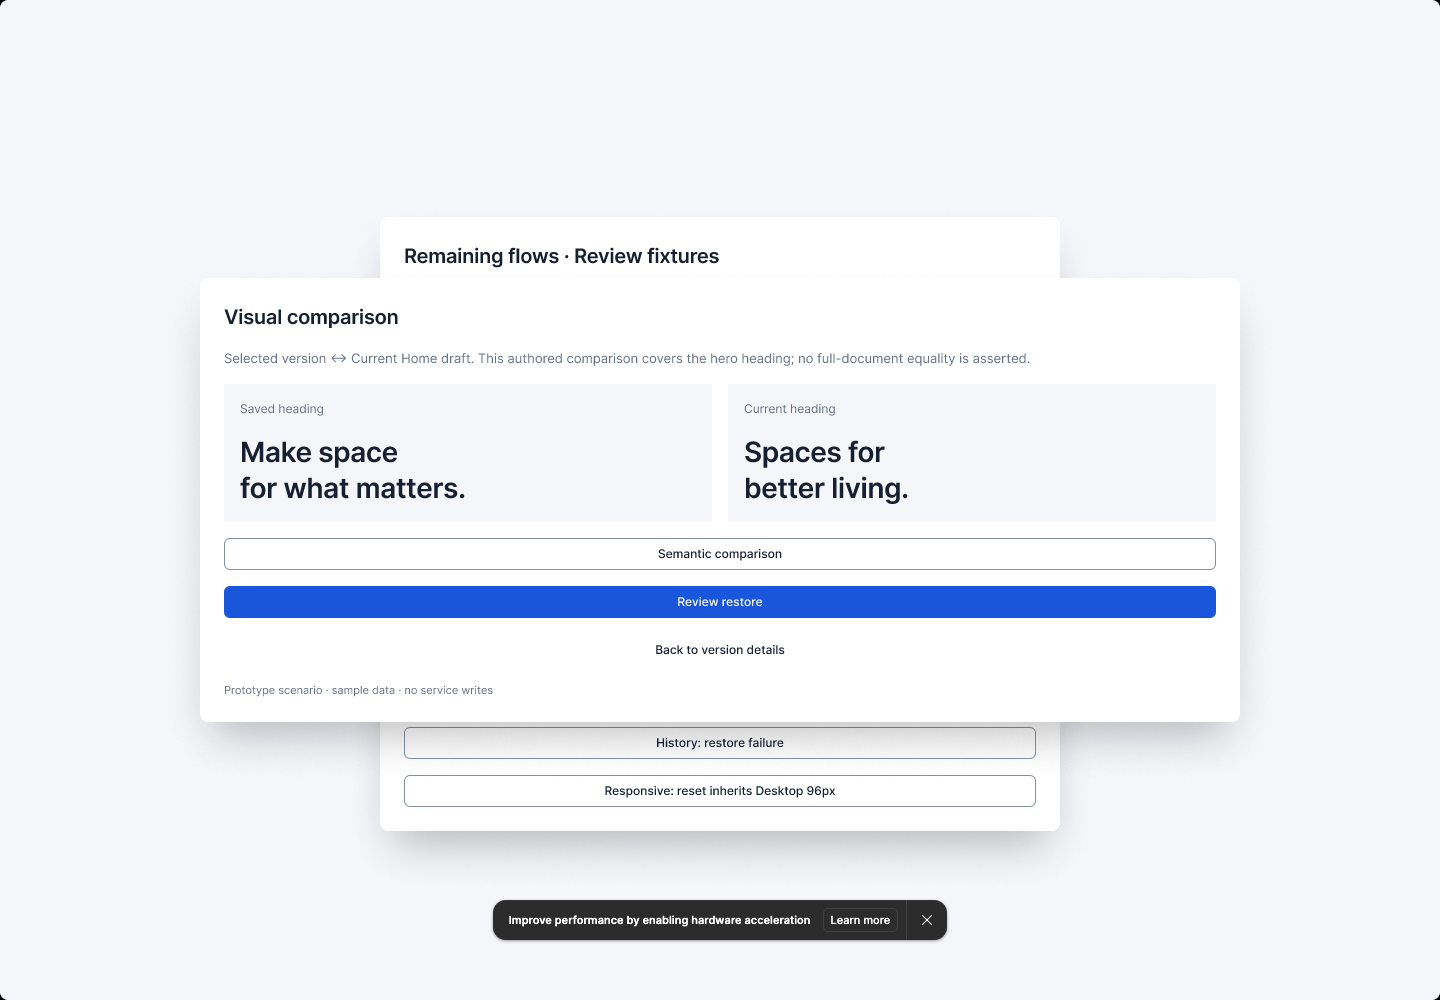 Remaining flows · Review fixtures
Visual comparison
Selected version ↔ Current Home draft. This authored comparison covers the hero heading; no full-document equality is asserted.
Saved heading
Make space
for what matters.
Current heading
Spaces for
better living.
Semantic comparison
Review restore
Back to version details
Prototype scenario · sample data · no service writes
History: restore failure
Responsive: reset inherits Desktop 96px
Improve performance by enabling hardware acceleration
Learn more